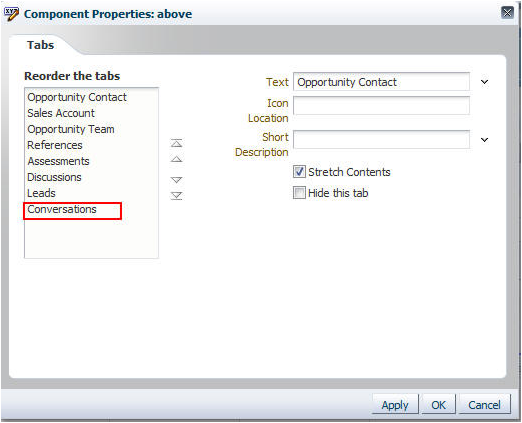 Component Properties: above
Tabs
Reorder the tabs
Opportunity Contact
Sales Account
Opportunity Team
References
Assessments
Discussions
Leads
Conversations
Text Opportunity Contact
Icon
Location
Short
Description
Stretch Contents
Hide this tab
Apply OK Cancel